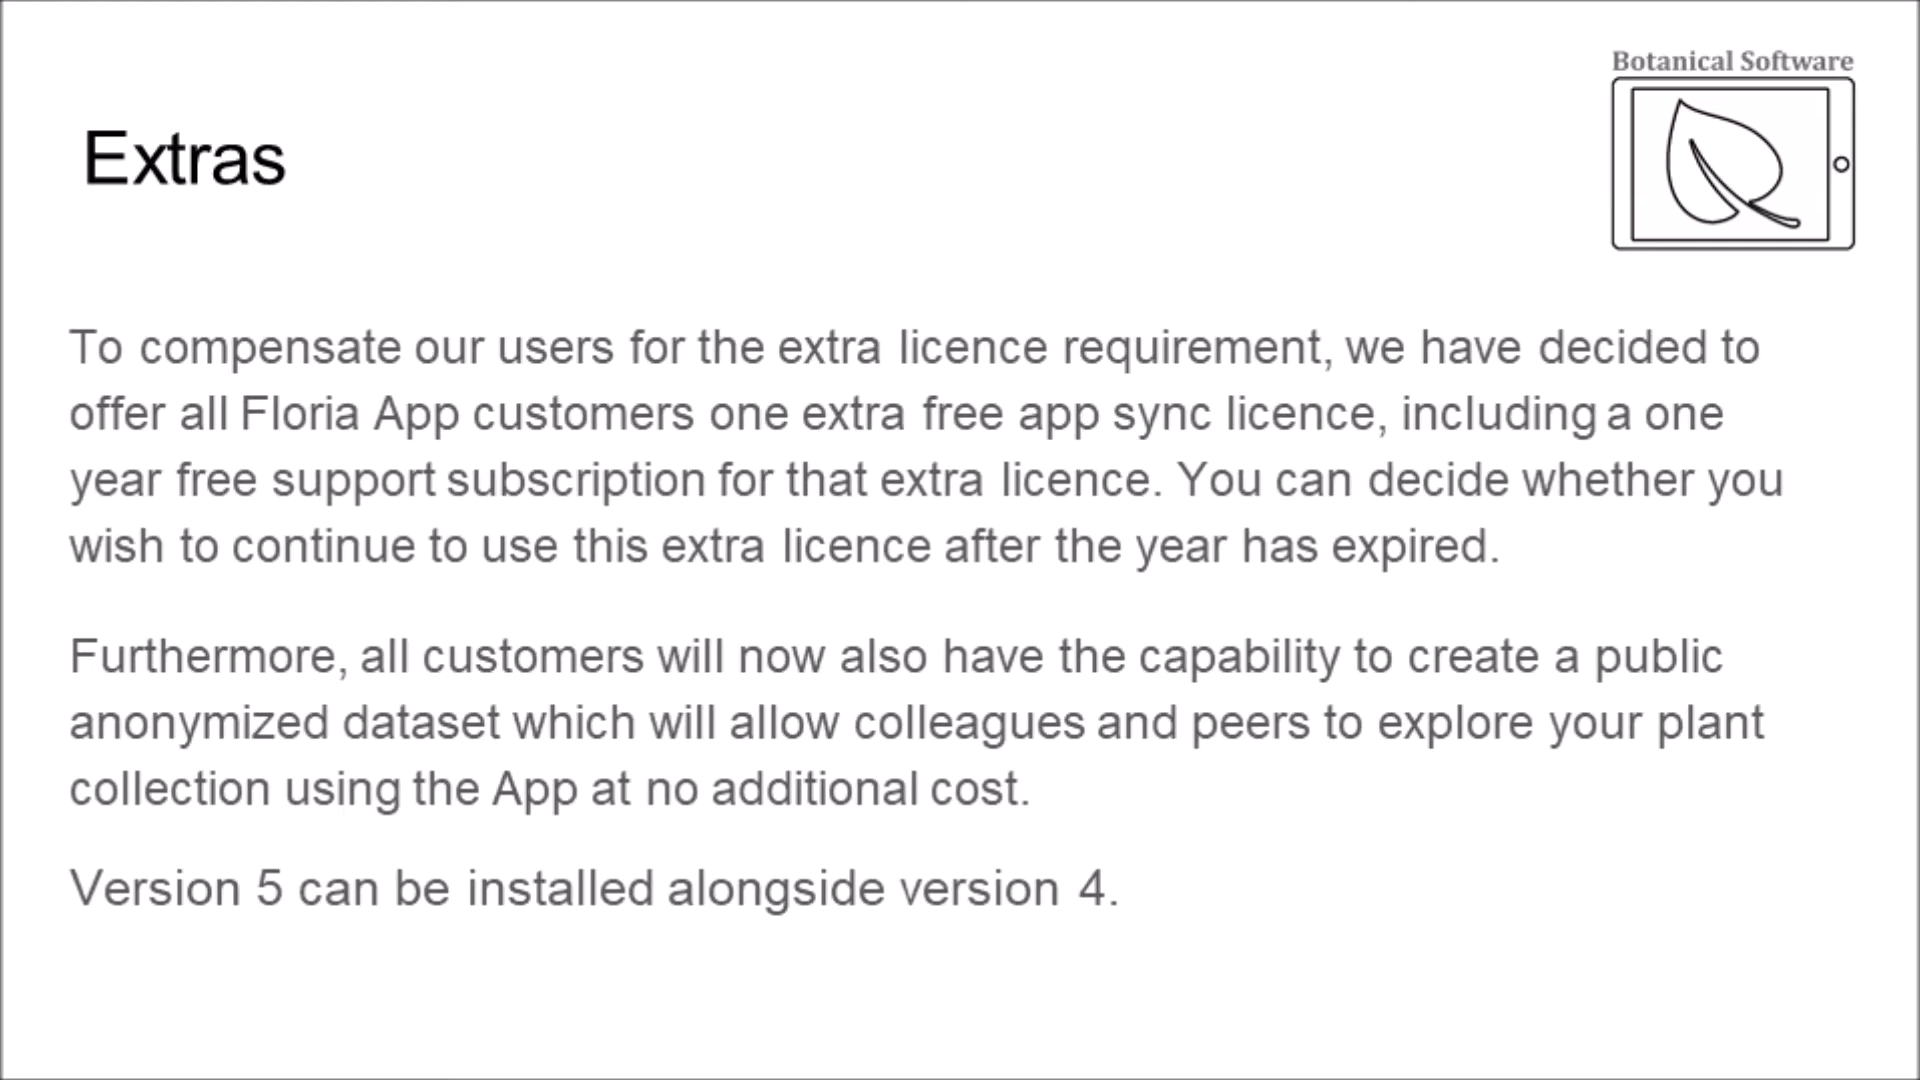 Botanical Software
Extras
To compensate our users for the extra licence requirement, we have decided to
offer all Floria App customers one extra free app sync licence, including a one
year free support subscription for that extra licence. You can decide whether you
wish to continue to use this extra licence after the year has expired.
Furthermore, all customers will now also have the capability to create a public
anonymized dataset which will allow colleagues and peers to explore your plant
collection using the App at no additional cost.
Version 5 can be installed alongside version 4.